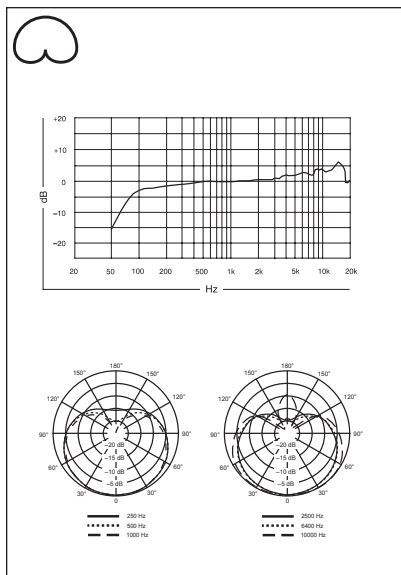 +20
+10
0
−10
−20
dB
20 50 100 200 500 1k 2k 5k 10k 20k
Hz
180°
150° 150°
120° 120°
90° 90°
60° 60°
30° 30°
0
−20 dB
−15 dB
−10 dB
−5 dB
250 Hz
500 Hz
1000 Hz
180°
150° 150°
120° 120°
90° 90°
60° 60°
30° 30°
0
−20 dB
−15 dB
−10 dB
−5 dB
2500 Hz
6400 Hz
10000 Hz